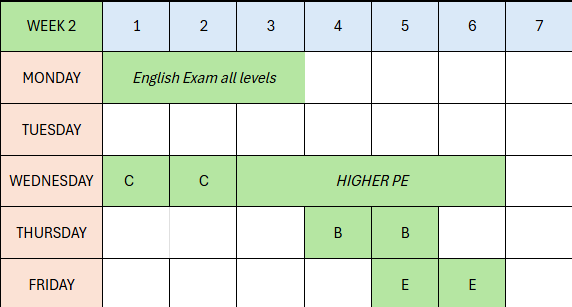 WEEK 2 1 2 3 4 5 6 7
MONDAY English Exam all levels
TUESDAY
WEDNESDAY C C HIGHER PE
THURSDAY B B
FRIDAY E E